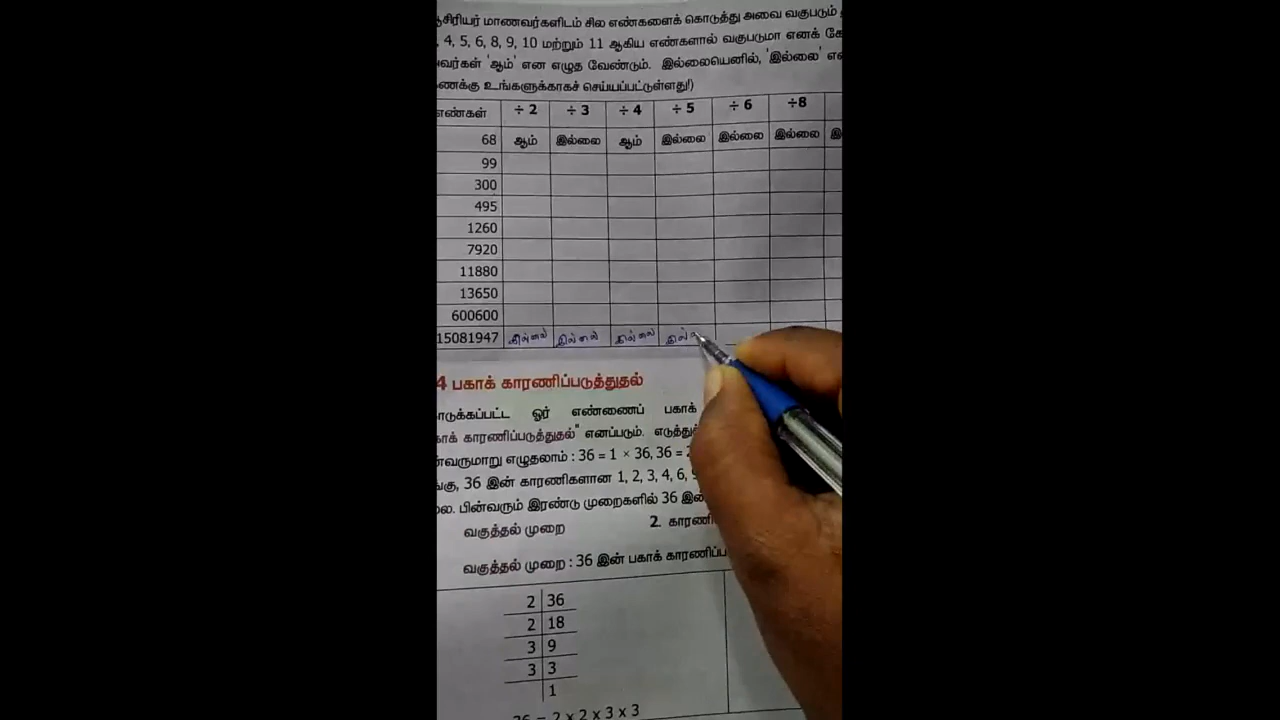 சிரியர் மாணவர்களிடம் சில எண்களைக் கொடுத்து அவை வகுபடும்
, 4, 5, 6, 8, 9, 10 மற்றும் 11 ஆகிய எண்களால் வகுபடுமா எனக் கே
வர்கள் 'ஆம்' என எழுத வேண்டும். இல்லையெனில், 'இல்லை' எ
ணக்கு உங்களுக்காகச் செய்யப்பட்டுள்ளது!)
எண்கள் ÷ 2 ÷ 3 ÷ 4 ÷ 5 ÷ 6 ÷8
68 ஆம் இல்லை ஆம் இல்லை இல்லை இல்லை இ
99
300
495
1260
7920
11880
13650
600600
15081947 இல்லை இல்லை இல்லை இல்
4 பகாக் காரணிப்படுத்துதல்
ாடுக்கப்பட்ட ஓர் எண்ணைப் பகாக்
ாக் காரணிப்படுத்துதல்" எனப்படும். எடுத்து
ன்வருமாறு எழுதலாம் : 36 = 1 × 36, 36 = 2
கு, 36 இன் காரணிகளான 1, 2, 3, 4, 6, 9
லை. பின்வரும் இரண்டு முறைகளில் 36 இன்
வகுத்தல் முறை 2. காரணி
வகுத்தல் முறை : 36 இன் பகாக் காரணிப்ப
2 36
2 18
3 9
3 3
1
36 = 2 × 2 × 3 × 3